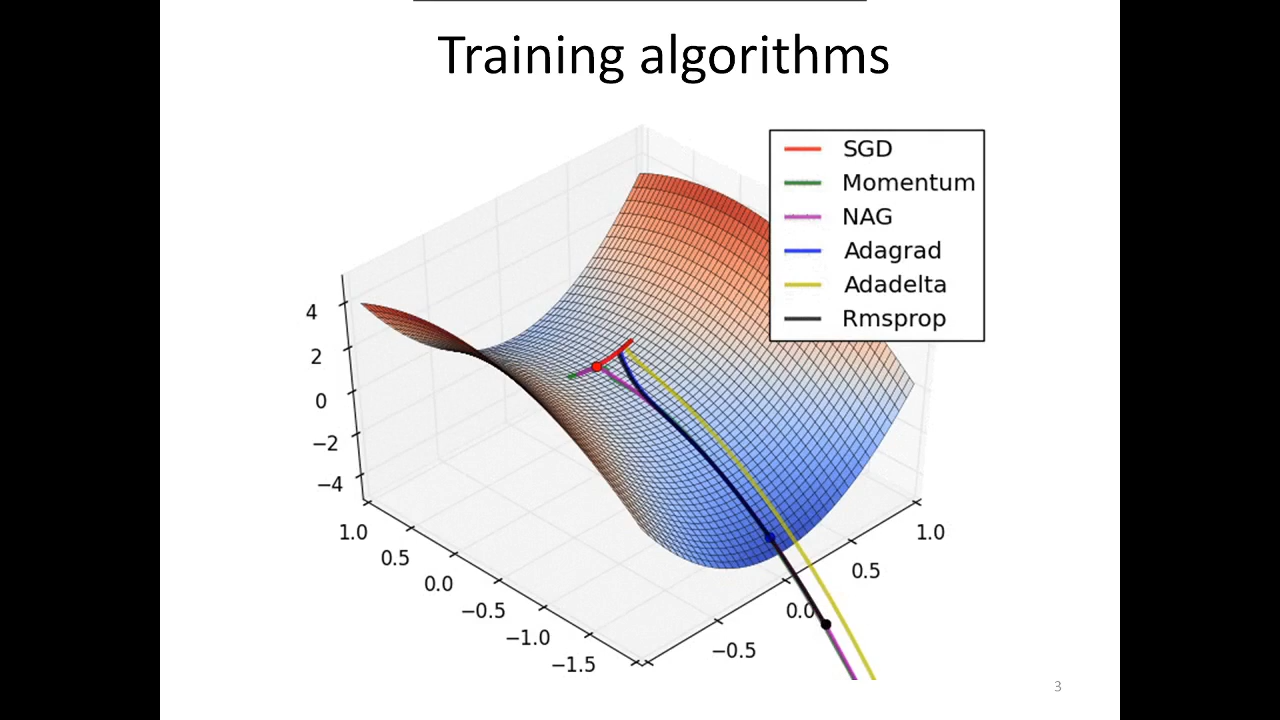 Training algorithms
SGD
Momentum
NAG
Adagrad
Adadelta
Rmsprop
4
2
0
−2
−4
1.0
0.5
0.0
−0.5
−1.0
−1.5
−0.5
0.0
0.5
1.0
3